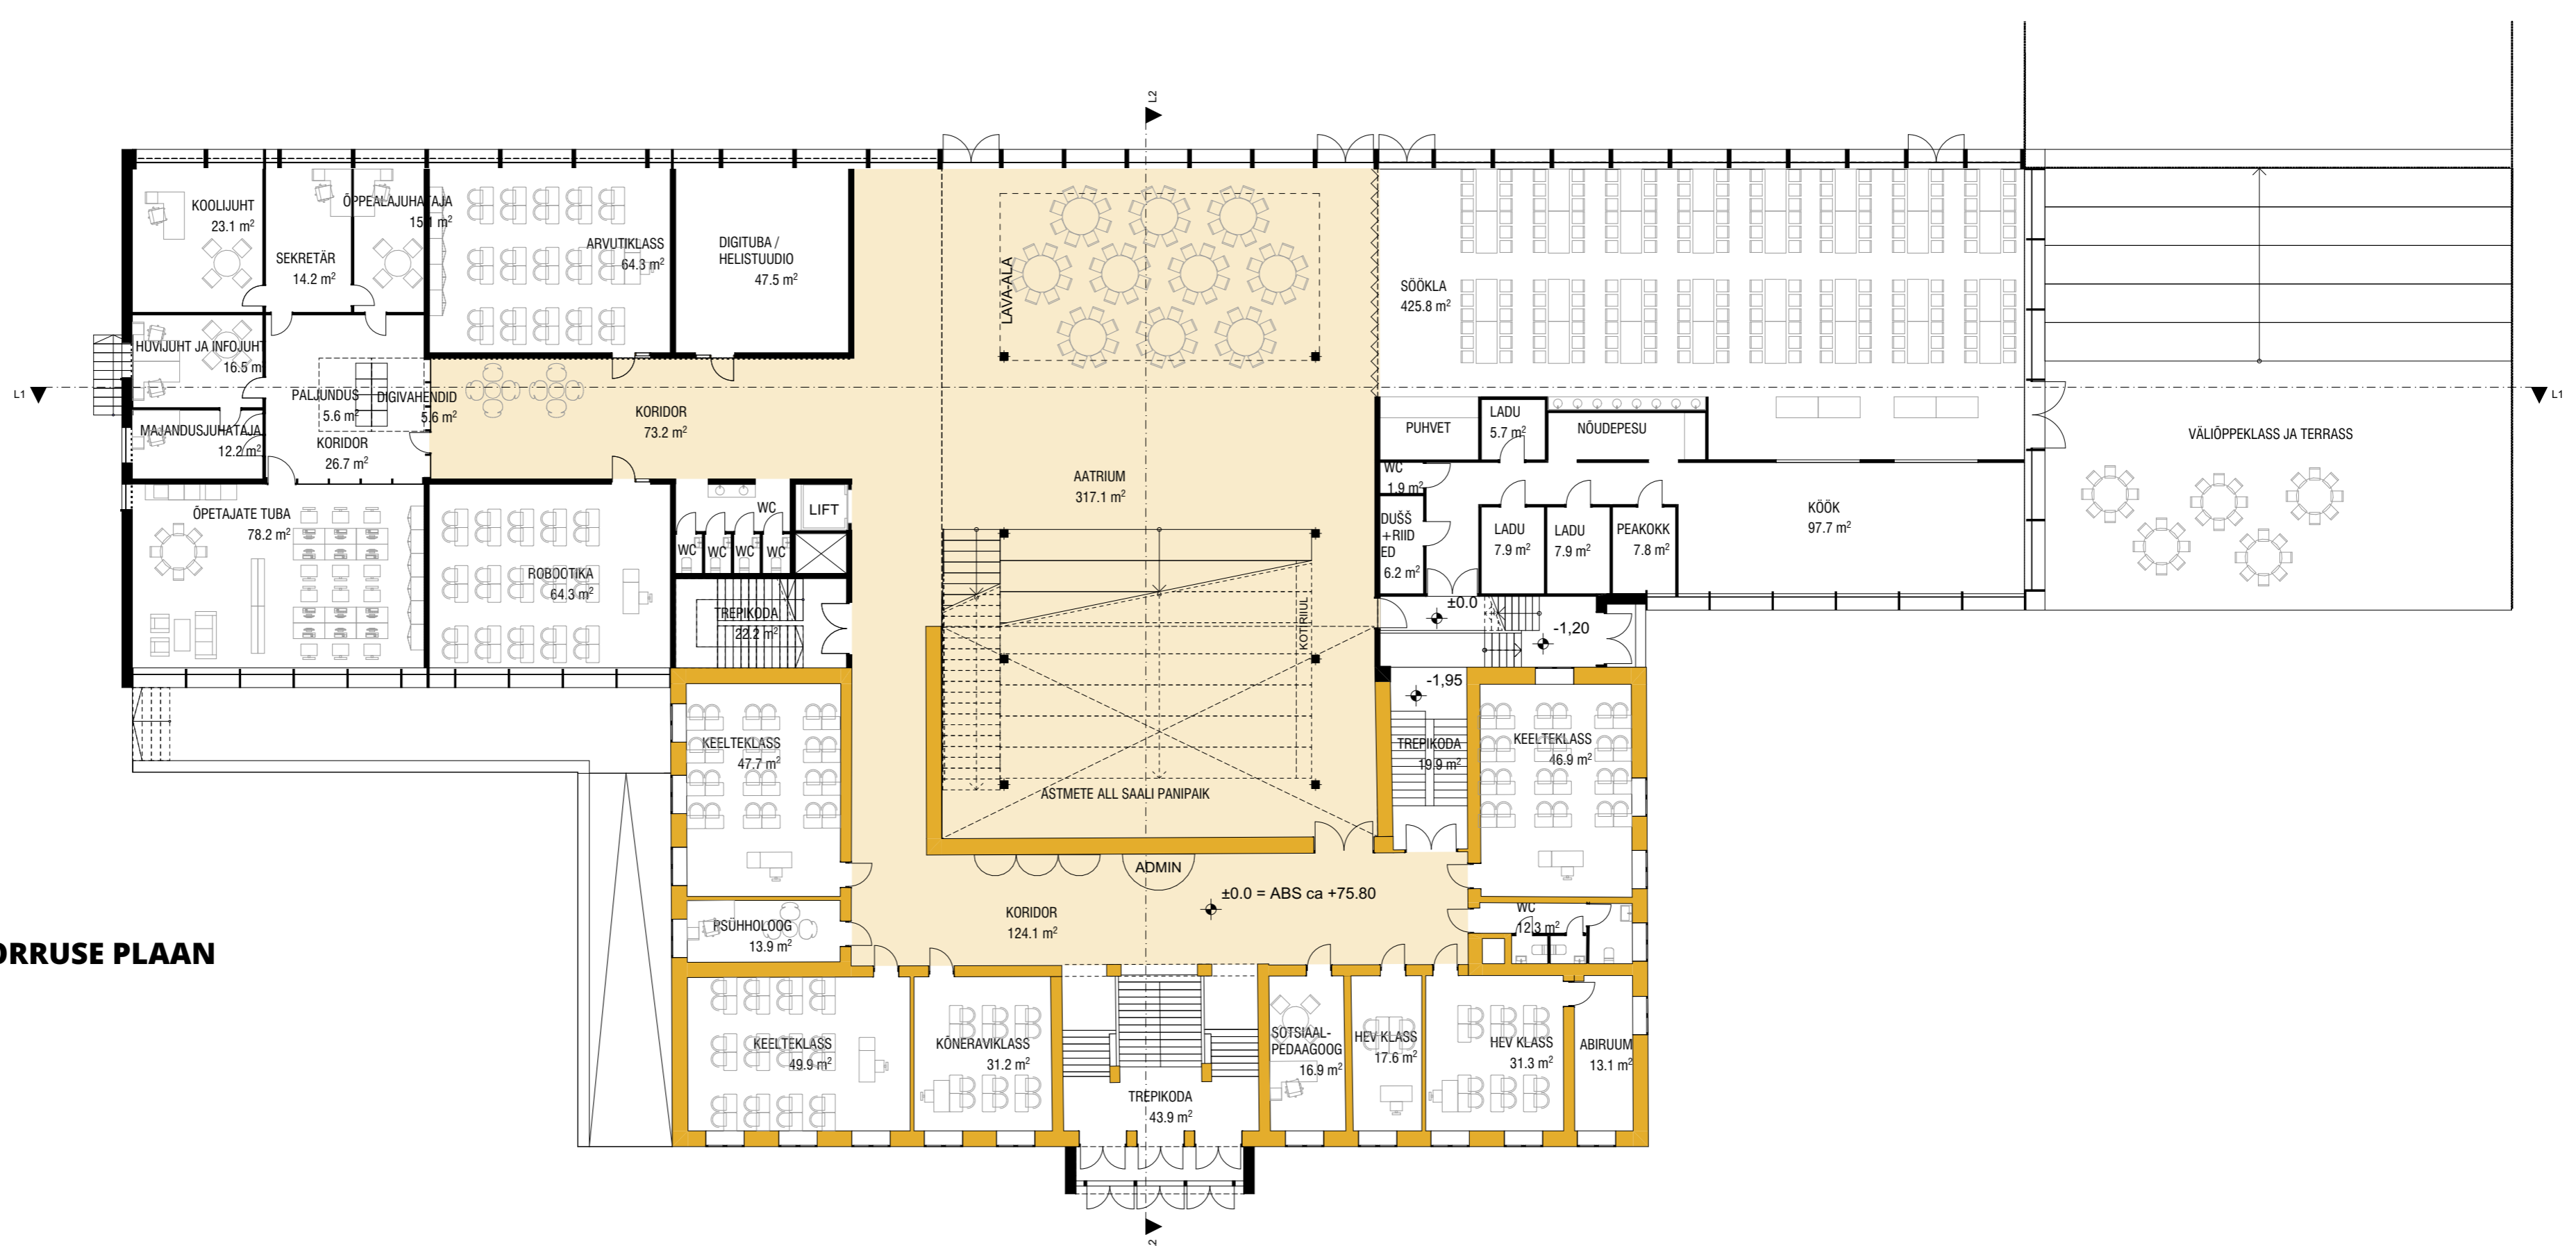 L2
KOOLIJUHT
23.1 m²
SEKRETÄR
14.2 m²
ÕPPEALAJUHATAJA
15.1 m²
ARVUTIKLASS
64.3 m²
DIGITUBA /
HELISTUUDIO
47.5 m²
LAVA-ALA
SÖÖKLA
425.8 m²
HUVIJUHT JA INFOJUHT
16.5 m
L1
PALJUNDUS
5.6 m²
DIGIVAHENDID
5.6 m²
KORIDOR
73.2 m²
L1
MAJANDUSJUHATAJA
12.2 m²
KORIDOR
26.7 m²
PUHVET
LADU
5.7 m²
NÕUDEPESU
VÄLIÕPPEKLASS JA TERRASS
AATRIUM
317.1 m²
WC
1.9 m²
ÕPETAJATE TUBA
78.2 m²
WC
LIFT
WC
WC
WC
WC
DUŠŠ
+RIID
ED
6.2 m²
LADU
7.9 m²
LADU
7.9 m²
PEAKOKK
7.8 m²
KÖÖK
97.7 m²
ROBOOTIKA
64.3 m²
TREPIKODA
22.2 m²
KOTIRIIUL
±0.0
-1,20
-1,95
KEELTEKLASS
47.7 m²
TREPIKODA
19.9 m²
KEELTEKLASS
46.9 m²
ASTMETE ALL SAALI PANIPAIK
ADMIN
±0.0 = ABS ca +75.80
KORIDOR
124.1 m²
PSÜHHOLOOG
13.9 m²
WC
12.3 m²
ORRUSE PLAAN
KEELTEKLASS
49.9 m²
KÕNERAVIKLASS
31.2 m²
TREPIKODA
43.9 m²
SOTSIAAL-
PEDAAGOOG
16.9 m²
HEV KLASS
17.6 m²
HEV KLASS
31.3 m²
ABIRUUM
13.1 m²
2